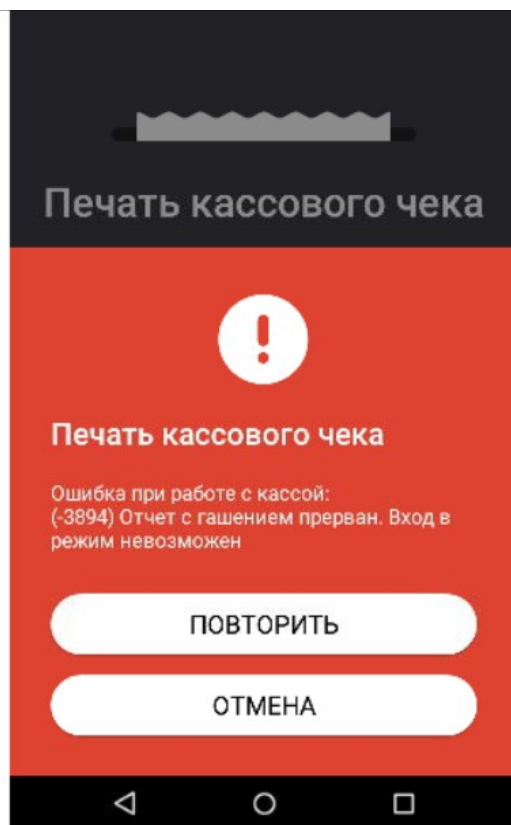 Печать кассового чека
Печать кассового чека
Ошибка при работе с кассой:
(-3894) Отчет с гашением прерван. Вход в
режим невозможен
ПОВТОРИТЬ
ОТМЕНА